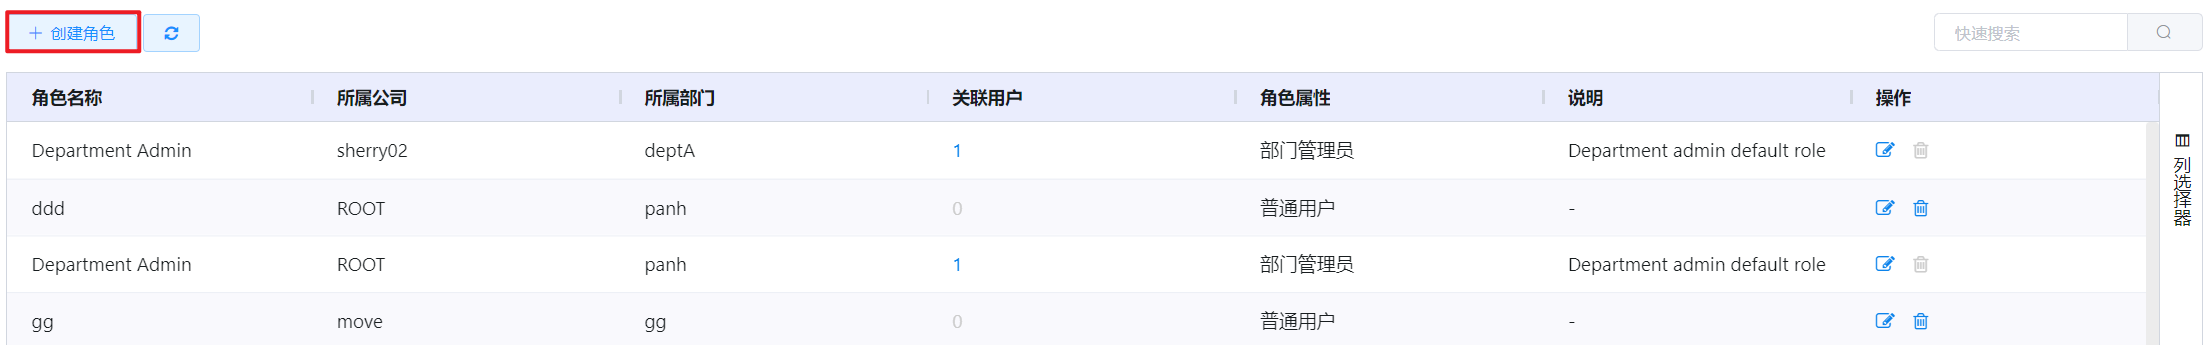 创建角色
快速搜索
角色名称 所属公司 所属部门 关联用户 角色属性 说明 操作
Department Admin sherry02 deptA 1 部门管理员 Department admin default role
ddd ROOT panh 0 普通用户 -
Department Admin ROOT panh 1 部门管理员 Department admin default role
gg move gg 0 普通用户 -
列选择器